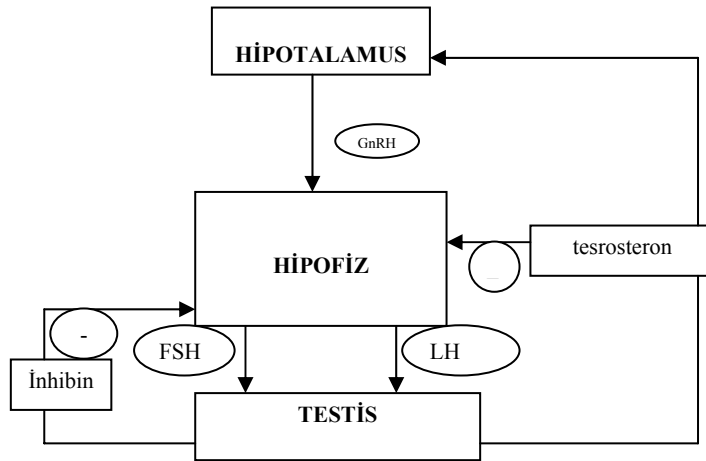 HİPOTALAMUS
GnRH
HİPOFİZ
tesrosteron
_
-
FSH
LH
İnhibin
TESTİS